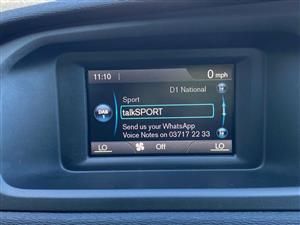 11:10
0 mph
D1 National
Sport
DAB
1
talkSPORT
Send us your WhatsApp
Voice Notes on 03717 22 33
LO
Off
LO